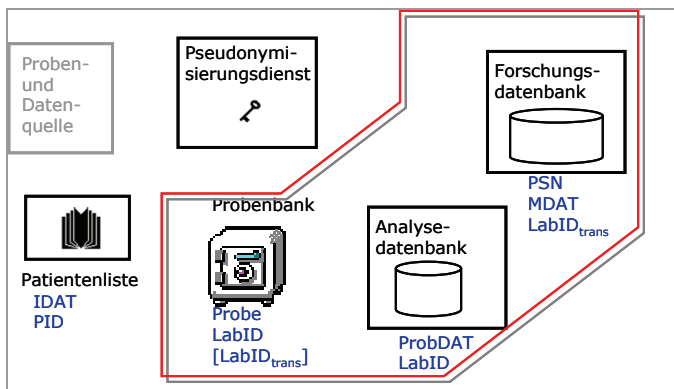 Proben-
und
Daten-
quelle
Pseudonymi-
sierungsdienst
Forschungs-
datenbank
PSN
MDAT
LabIDtrans
Patientenliste
IDAT
PID
Probenbank
Probe
LabID
[LabIDtrans]
Analyse-
datenbank
ProbDAT
LabID